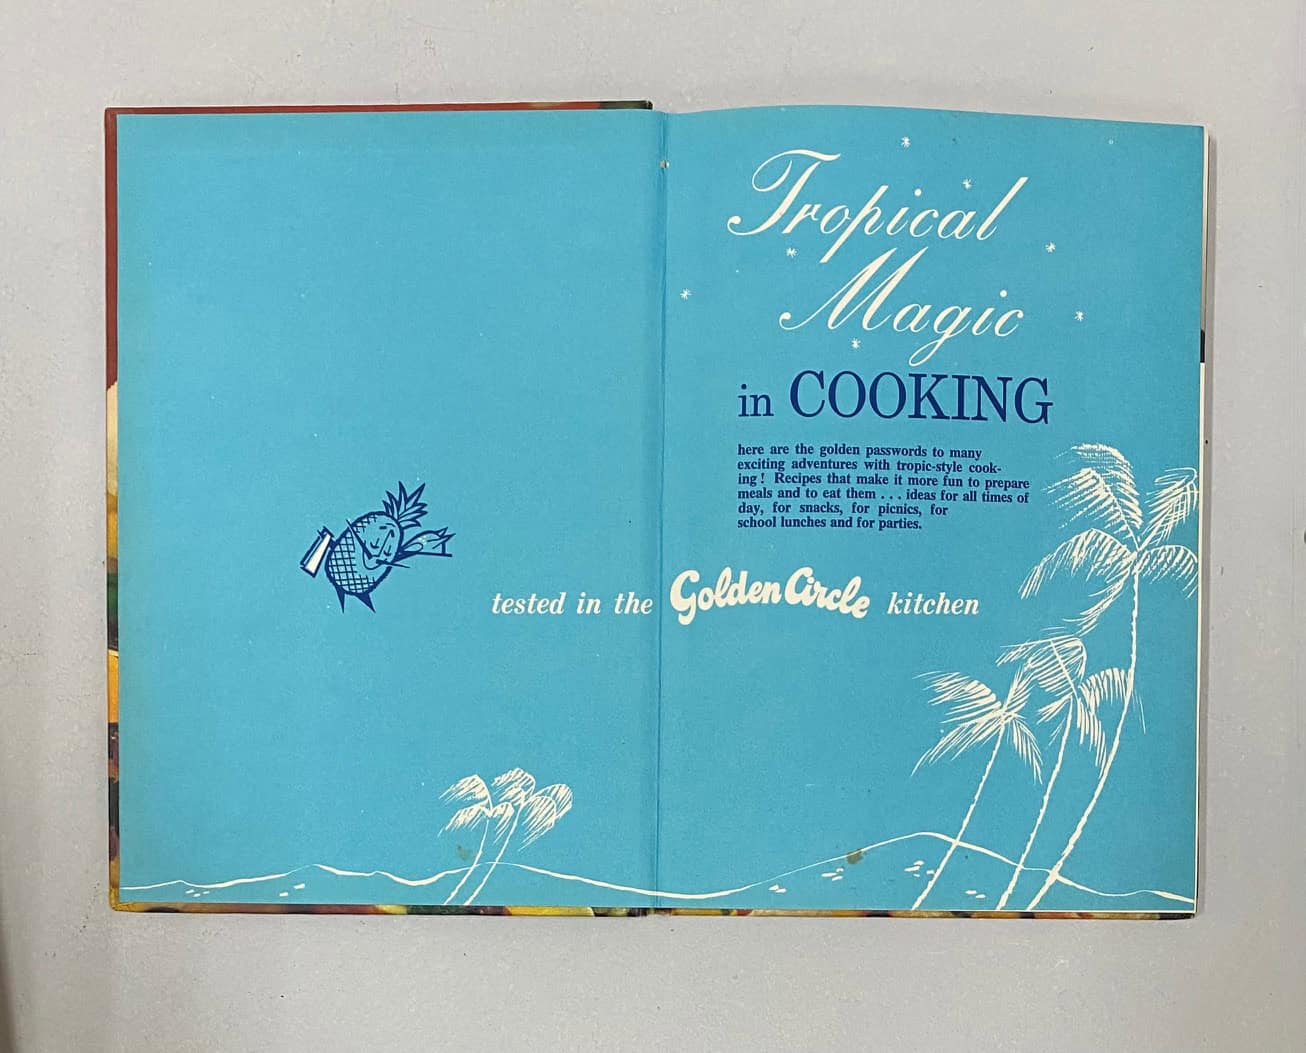 Tropical
Magic
in COOKING
here are the golden passwords to many
exciting adventures with tropic-style cook-
ing! Recipes that make it more fun to prepare
meals and to eat them . . . ideas for all times of
day, for snacks, for picnics, for
school lunches and for parties.
tested in the Golden Circle kitchen